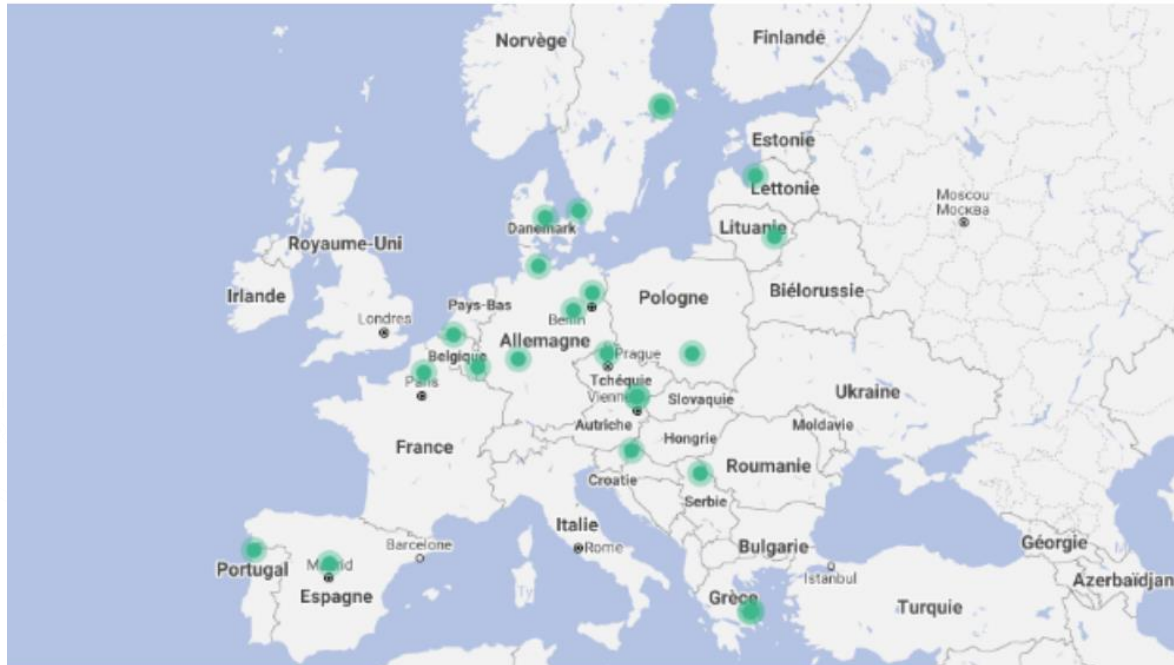 Norvège
Finlande
Estonie
Lettonie
Moscou
Москва
Lituanie
Danemark
Royaume-Uni
Irlande
Pays-Bas
Pologne
Biélorussie
Londres
Berlin
Allemagne
Belgique
Prague
Paris
Tchéquie
Vienne
Slovaquie
Ukraine
Autriche
Moldavie
Hongrie
France
Roumanie
Croatie
Serbie
Italie
Barcelone
Rome
Bulgarie
Géorgie
Portugal
Madrid
Istanbul
Azerbaïdjan
Espagne
Grèce
Turquie